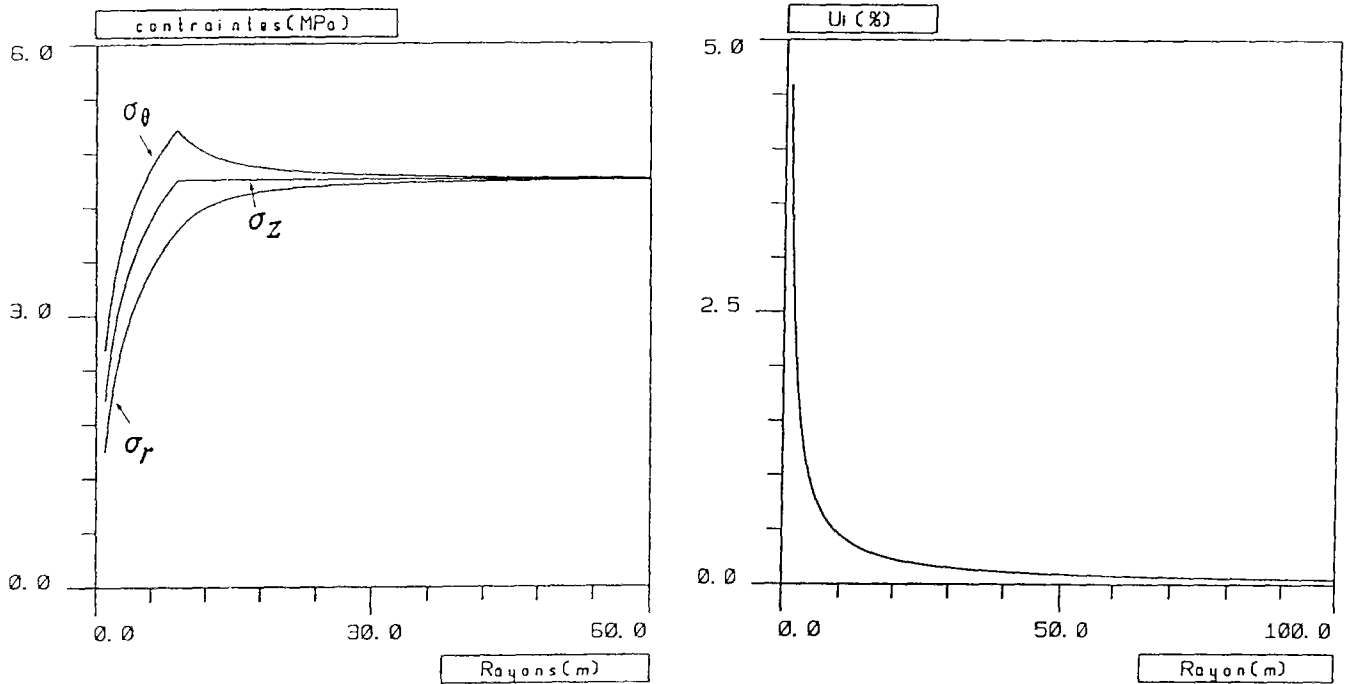 contraintes(MPa)
6.0
σθ
σz
3.0
σr
0.0
0.0 30.0 60.0
Rayons(m)
Ui(%)
5.0
2.5
0.0
0.0 50.0 100.0
Rayon(m)